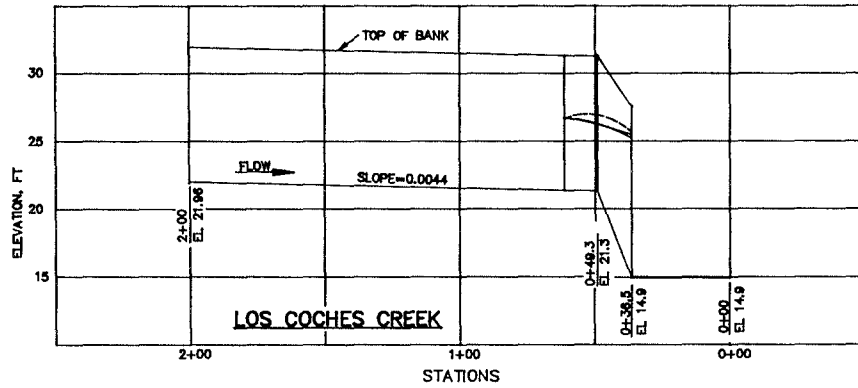 TOP OF BANK
30
25
20
15
ELEVATION, FT
FLOW
SLOPE=0.0044
2+00
EL 21.96
0+49.3
EL 21.3
0+36.5
EL 14.9
0+00
EL 14.9
LOS COCHES CREEK
2+00
1+00
0+00
STATIONS